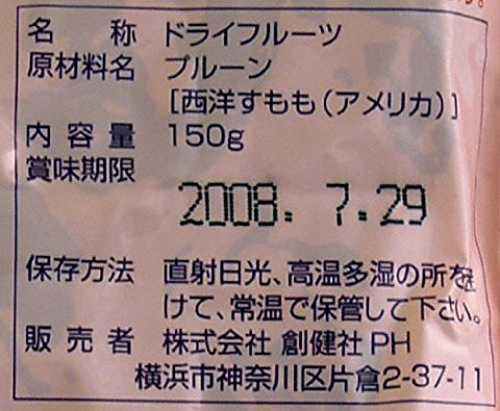 名称 ドライフルーツ
原材料名 プルーン
[西洋すもも(アメリカ)]
内容量 150g
賞味期限
2008. 7.29
保存方法 直射日光、高温多湿の所を避
けて、常温で保管して下さい。
販売者 株式会社 創健社 PH
横浜市神奈川区片倉2-37-11